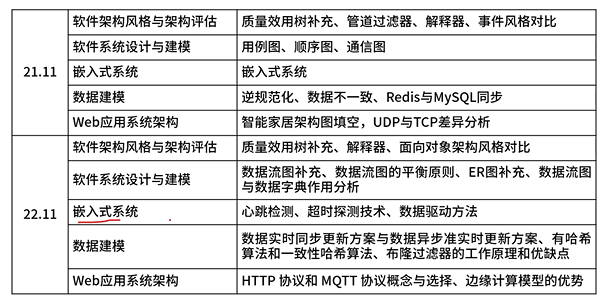 软件架构风格与架构评估 质量效用树补充、管道过滤器、解释器、事件风格对比
软件系统设计与建模 用例图、顺序图、通信图
21.11 嵌入式系统 嵌入式系统
数据建模 逆规范化、数据不一致、Redis与MySQL同步
Web应用系统架构 智能家居架构图填空，UDP与TCP差异分析
软件架构风格与架构评估 质量效用树补充、解释器、面向对象架构风格对比
软件系统设计与建模 数据流图补充、数据流图的平衡原则、ER图补充、数据流图
与数据字典作用分析
22.11 嵌入式系统 心跳检测、超时探测技术、数据驱动方法
数据建模 数据实时同步更新方案与数据异步准实时更新方案、有哈希
算法和一致性哈希算法、布隆过滤器的工作原理和优缺点
Web应用系统架构 HTTP 协议和 MQTT 协议概念与选择、边缘计算模型的优势